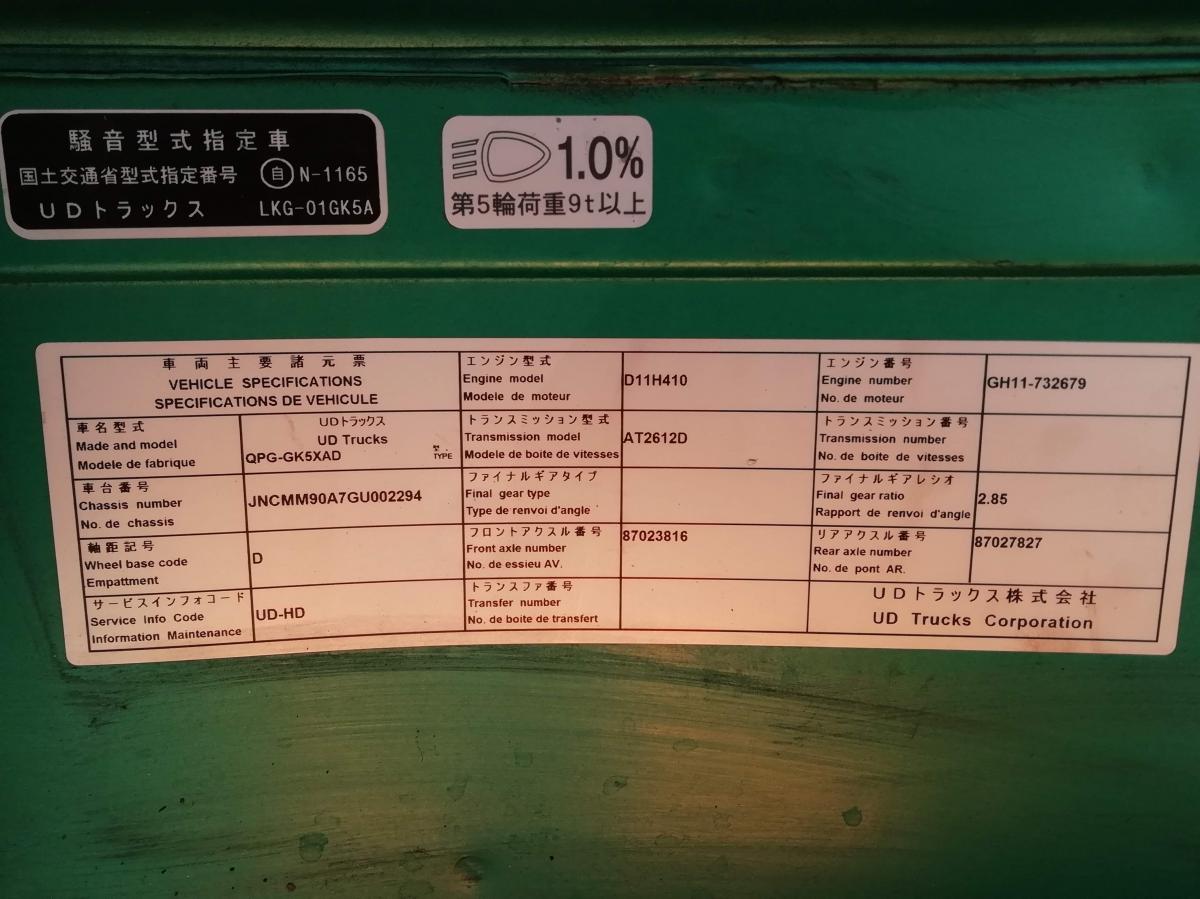 騒音型式指定車
国土交通省型式指定番号 自 N-1165
UDトラックス LKG-01GK5A
1.0%
第5輪荷重9t以上
車両主要諸元票
VEHICLE SPECIFICATIONS
SPECIFICATIONS DE VEHICULE
エンジン型式
Engine model
Modele de moteur
D11H410
エンジン番号
Engine number
No. de moteur
GH11-732679
車名型式
Made and model
Modele de fabrique
UDトラックス
UD Trucks
QPG-GK5XAD
型.
TYPE
トランスミッション型式
Transmission model
Modele de boite de vitesses
AT2612D
トランスミッション番号
Transmission number
No. de boite de vitesses
車台番号
Chassis number
No. de chassis
JNCMM90A7GU002294
ファイナルギアタイプ
Final gear type
Type de renvoi d'angle
ファイナルギアレシオ
Final gear ratio
Rapport de renvoi d'angle
2.85
軸距記号
Wheel base code
Empattment
D
フロントアクスル番号
Front axle number
No. de essieu AV.
87023816
リアアクスル番号
Rear axle number
No. de pont AR.
87027827
サービスインフォコード
Service Info Code
Information Maintenance
UD-HD
トランスファ番号
Transfer number
No. de boite de transfert
UDトラックス株式会社
UD Trucks Corporation